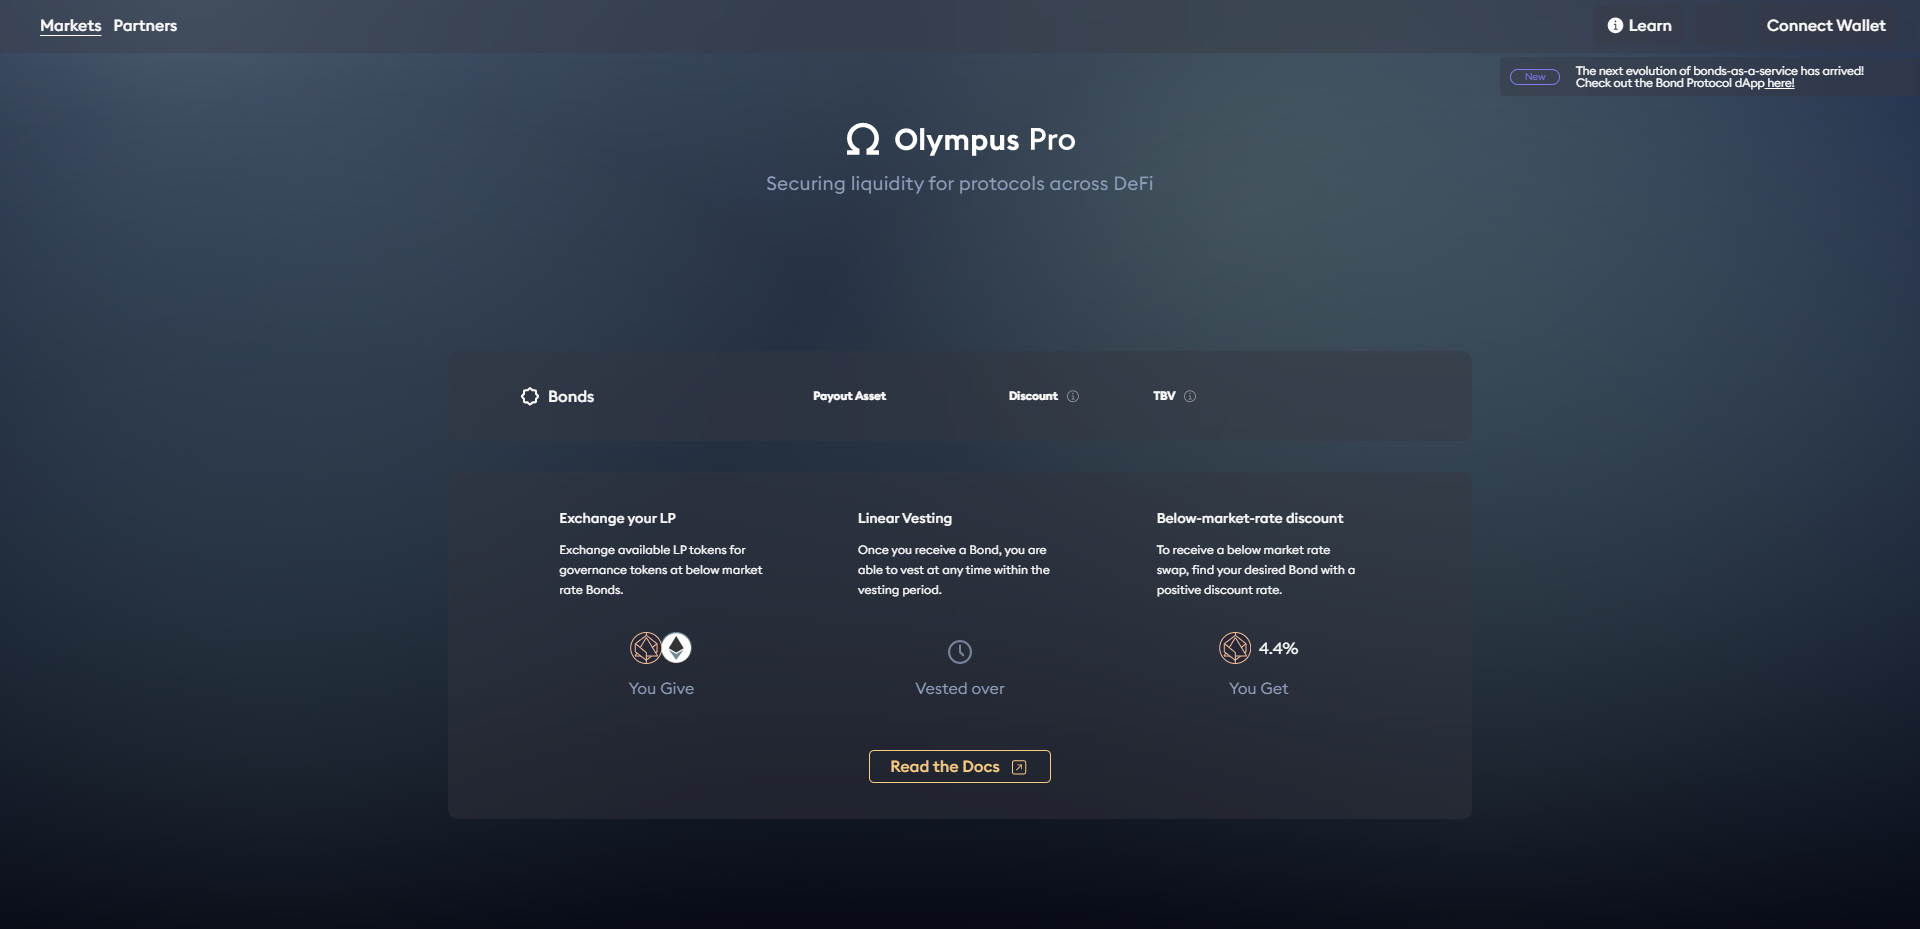 Markets Partners
Learn
Connect Wallet
New
The next evolution of bonds-as-a-service has arrived!
Check out the Bond Protocol dApp here!
Olympus Pro
Securing liquidity for protocols across DeFi
Bonds
Payout Asset
Discount
TBV
Exchange your LP
Exchange available LP tokens for
governance tokens at below market
rate Bonds.
You Give
Linear Vesting
Once you receive a Bond, you are
able to vest at any time within the
vesting period.
Vested over
Below-market-rate discount
To receive a below market rate
swap, find your desired Bond with a
positive discount rate.
4.4%
You Get
Read the Docs